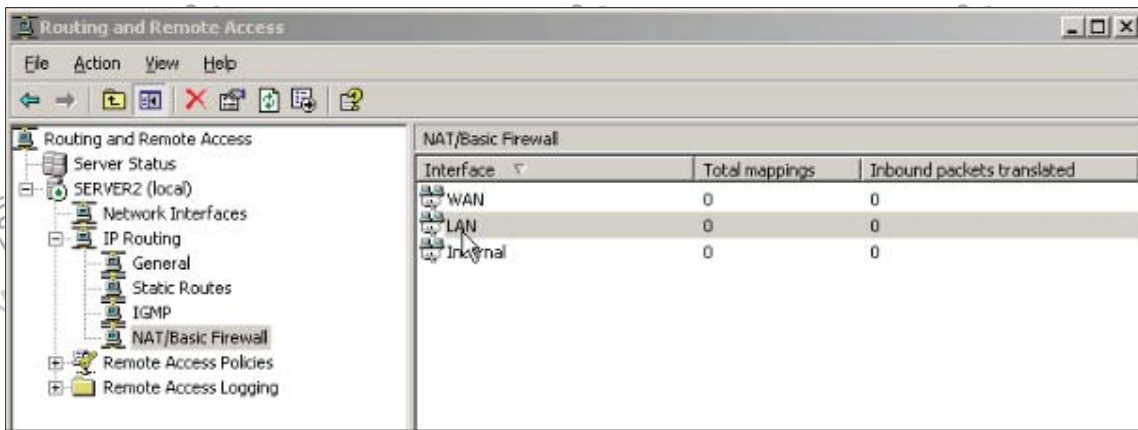 Routing and Remote Access
File Action View Help
Routing and Remote Access
Server Status
SERVER2 (local)
Network Interfaces
IP Routing
General
Static Routes
IGMP
NAT/Basic Firewall
Remote Access Policies
Remote Access Logging
NAT/Basic Firewall
Interface Total mappings Inbound packets translated
WAN 0 0
LAN 0 0
Internal 0 0